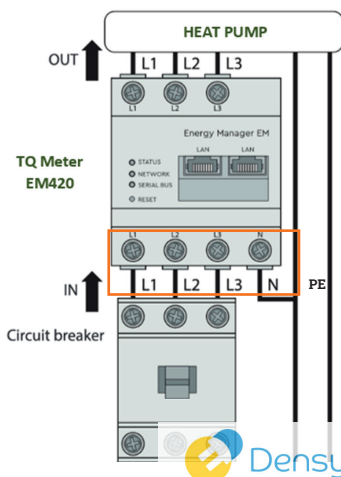 HEAT PUMP
OUT
L1 L2 L3
L1 L2 L3
Energy Manager EM
LAN LAN
TQ Meter
EM420
STATUS
NETWORK
SERIAL BUS
RESET
L1 L2 L3 N
IN
L1 L2 L3 N
PE
Circuit breaker
Densy